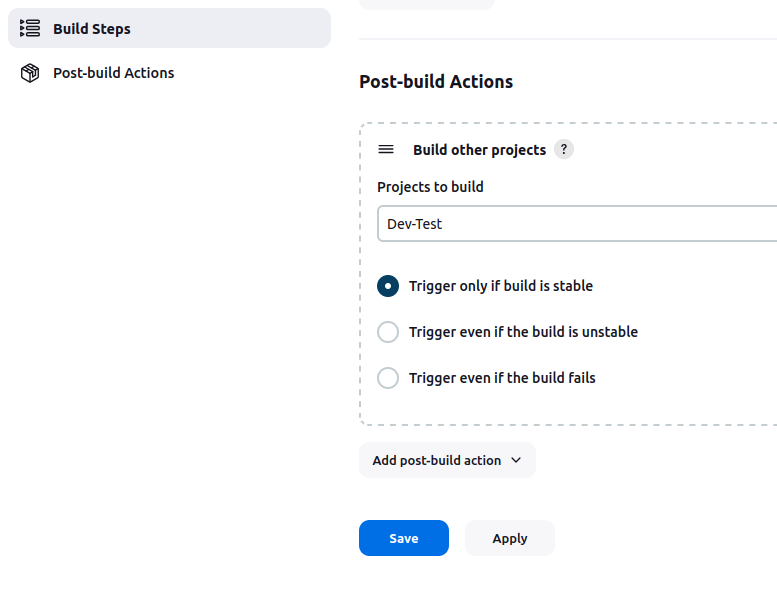 Build Steps
Post-build Actions
Post-build Actions
Build other projects ?
Projects to build
Dev-Test
Trigger only if build is stable
Trigger even if the build is unstable
Trigger even if the build fails
Add post-build action
Save Apply